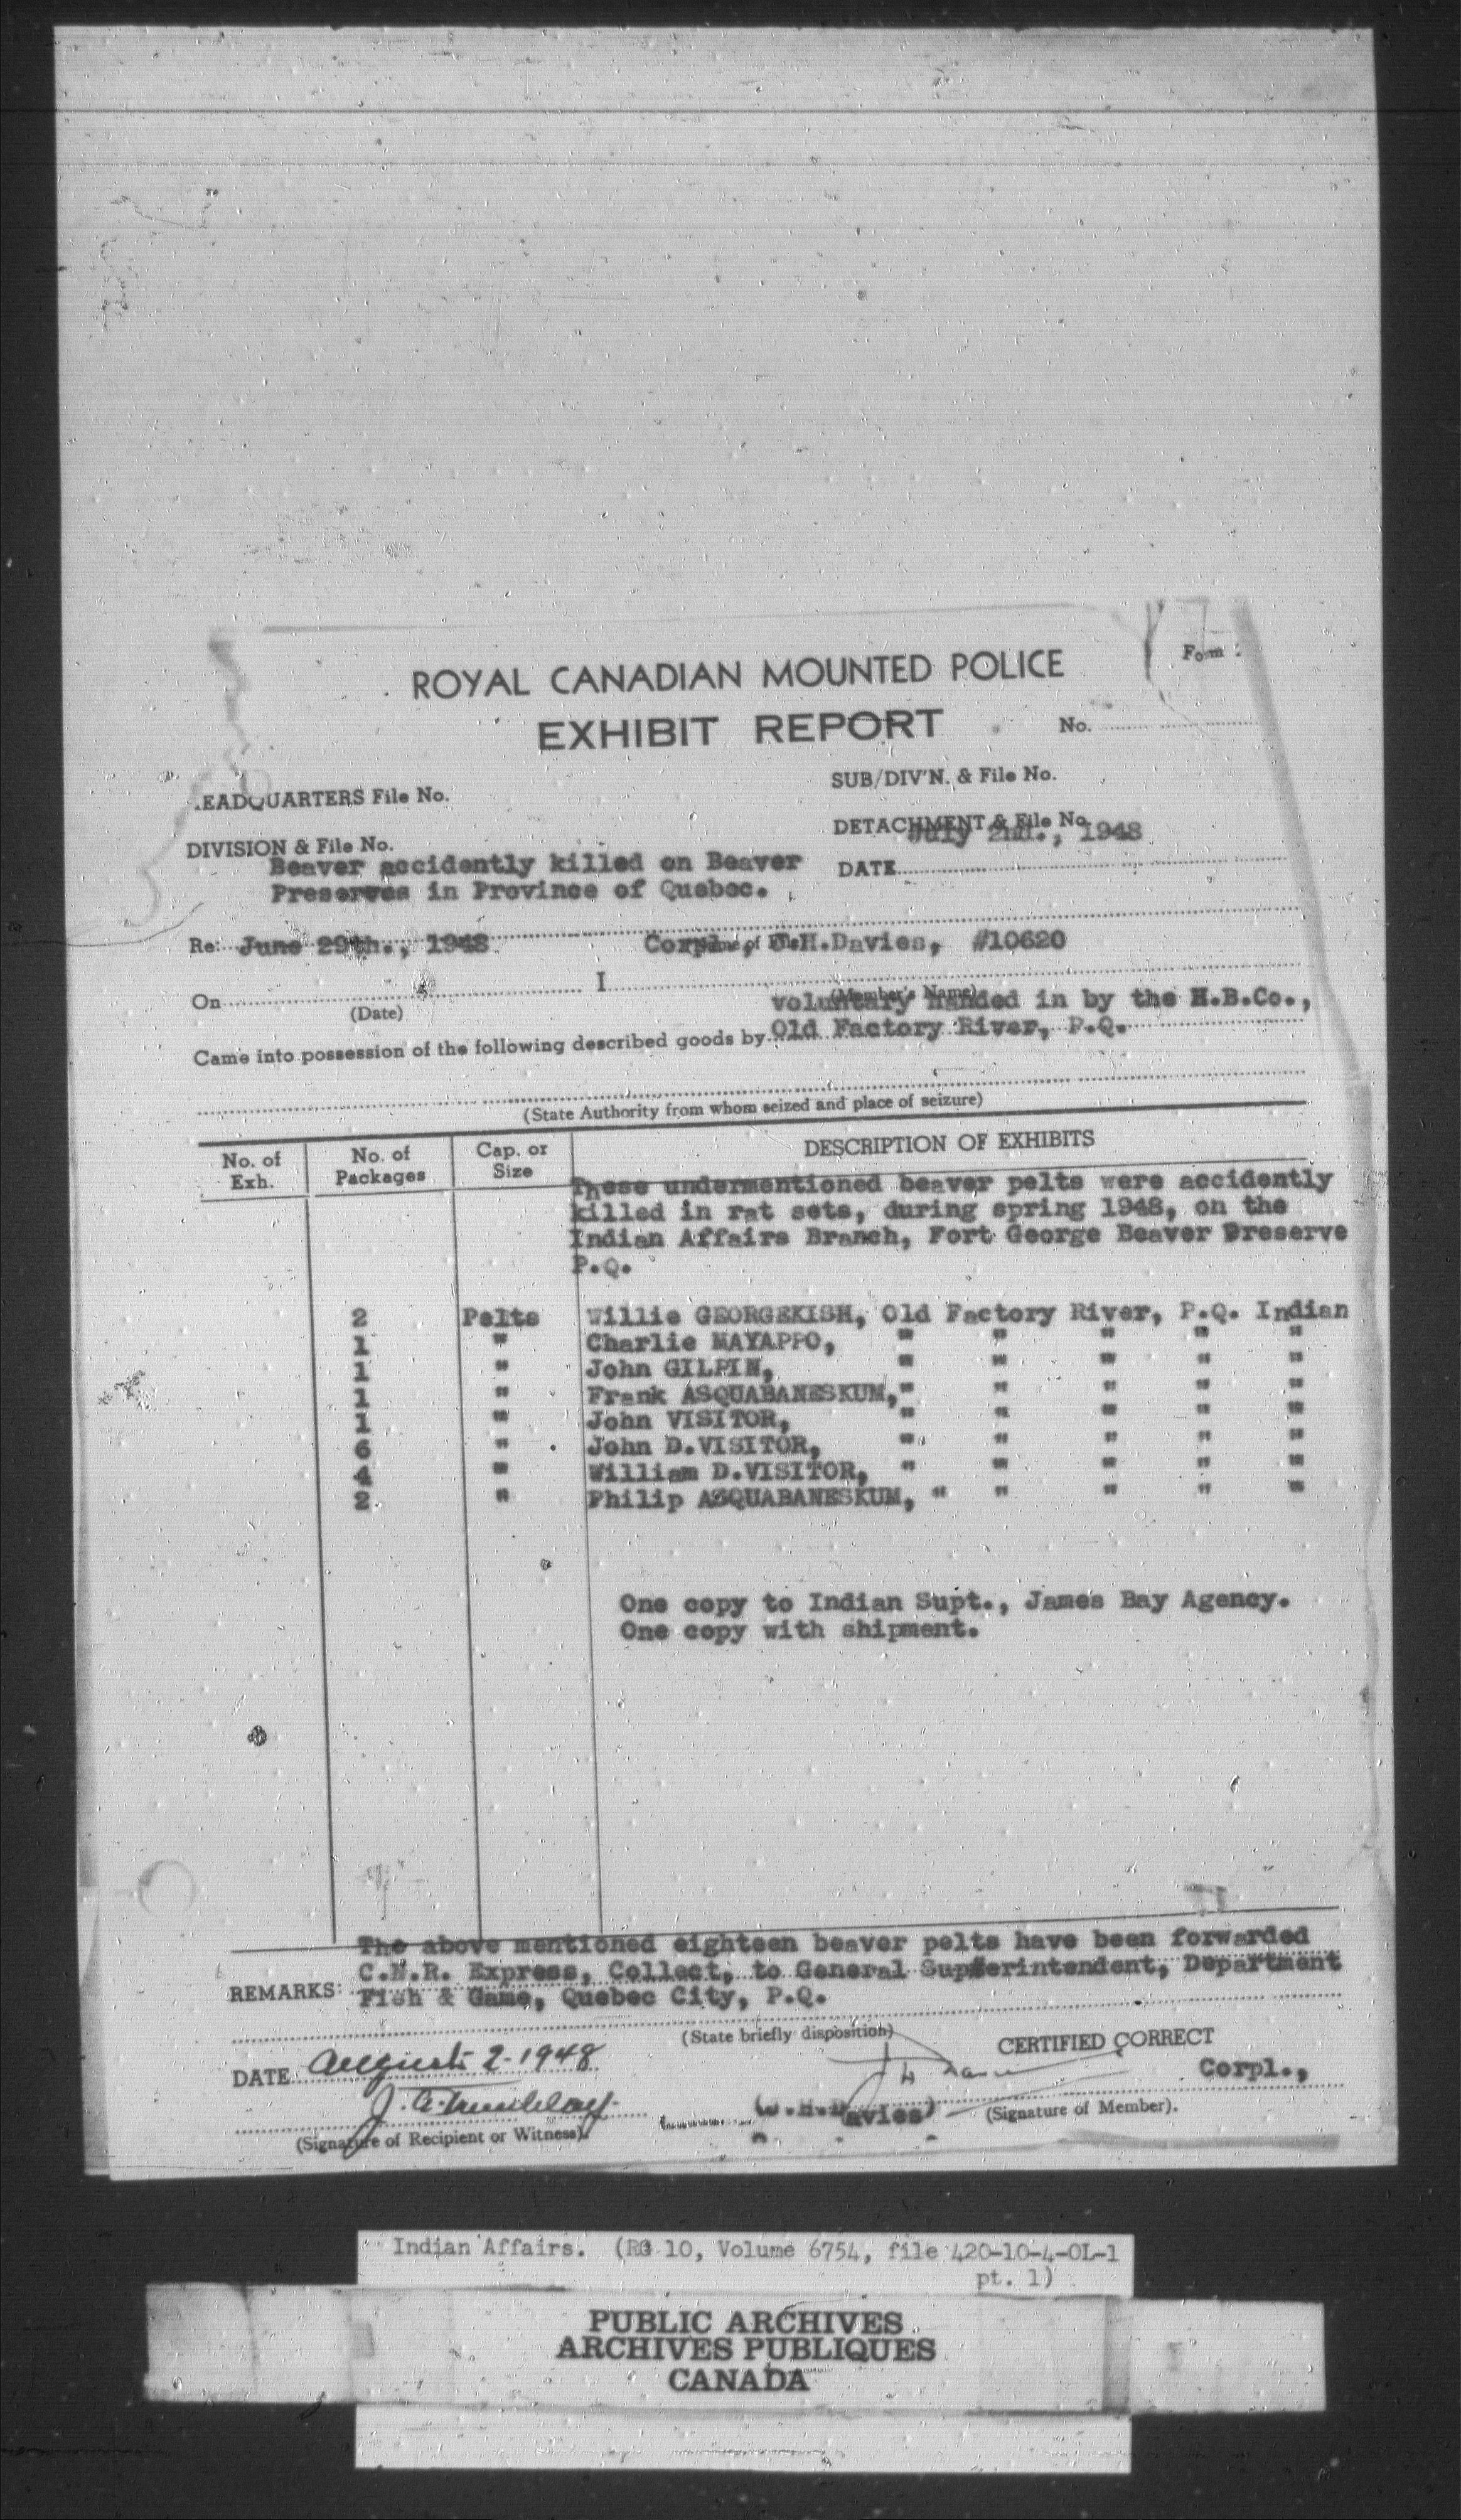 Form
ROYAL CANADIAN MOUNTED POLICE
EXHIBIT REPORT
No.
.EADQUARTERS File No.
SUB/DIV'N. & File No.
DETACHMENT & File No.
DIVISION & File No.
July 2nd., 1948
Beaver accidently killed on Beaver
DATE
Preserves in Province of Quebec.
Re: June 29th., 1948 Corpl., H.Davies, #10620
On I
(Date) (Member's Name)
voluntary handed in by the H.B.Co.,
Came into possession of the following described goods by Old Factory River, P.Q.
(State Authority from whom seized and place of seizure)
No. of Exh. No. of Packages Cap. or Size DESCRIPTION OF EXHIBITS
These undermentioned beaver pelts were accidently
killed in rat sets, during spring 1948, on the
Indian Affairs Branch, Fort George Beaver Preserve
P.Q.
2 Pelts Willie GEORGEKISH, Old Factory River, P.Q. Indian
1 " Charlie MAYAPPO, " " " " "
1 " John GILPIN, " " " " "
1 " Frank ASQUABANESKUM, " " " " "
1 " John VISITOR, " " " " "
6 " John D.VISITOR, " " " " "
4 " William D.VISITOR, " " " " "
2 " Philip ASQUABANESKUM, " " " " "
One copy to Indian Supt., James Bay Agency.
One copy with shipment.
The above mentioned eighteen beaver pelts have been forwarded
C.N.R. Express, Collect, to General Superintendent, Department
REMARKS: Fish & Game, Quebec City, P.Q.
(State briefly disposition)
CERTIFIED CORRECT
DATE August 2-1948
Corpl.,
(Signature of Member).
(Signature of Recipient or Witness)
Indian Affairs. (RG 10, Volume 6754, file 420-10-4-OL-1
pt. 1)
PUBLIC ARCHIVES
ARCHIVES PUBLIQUES
CANADA